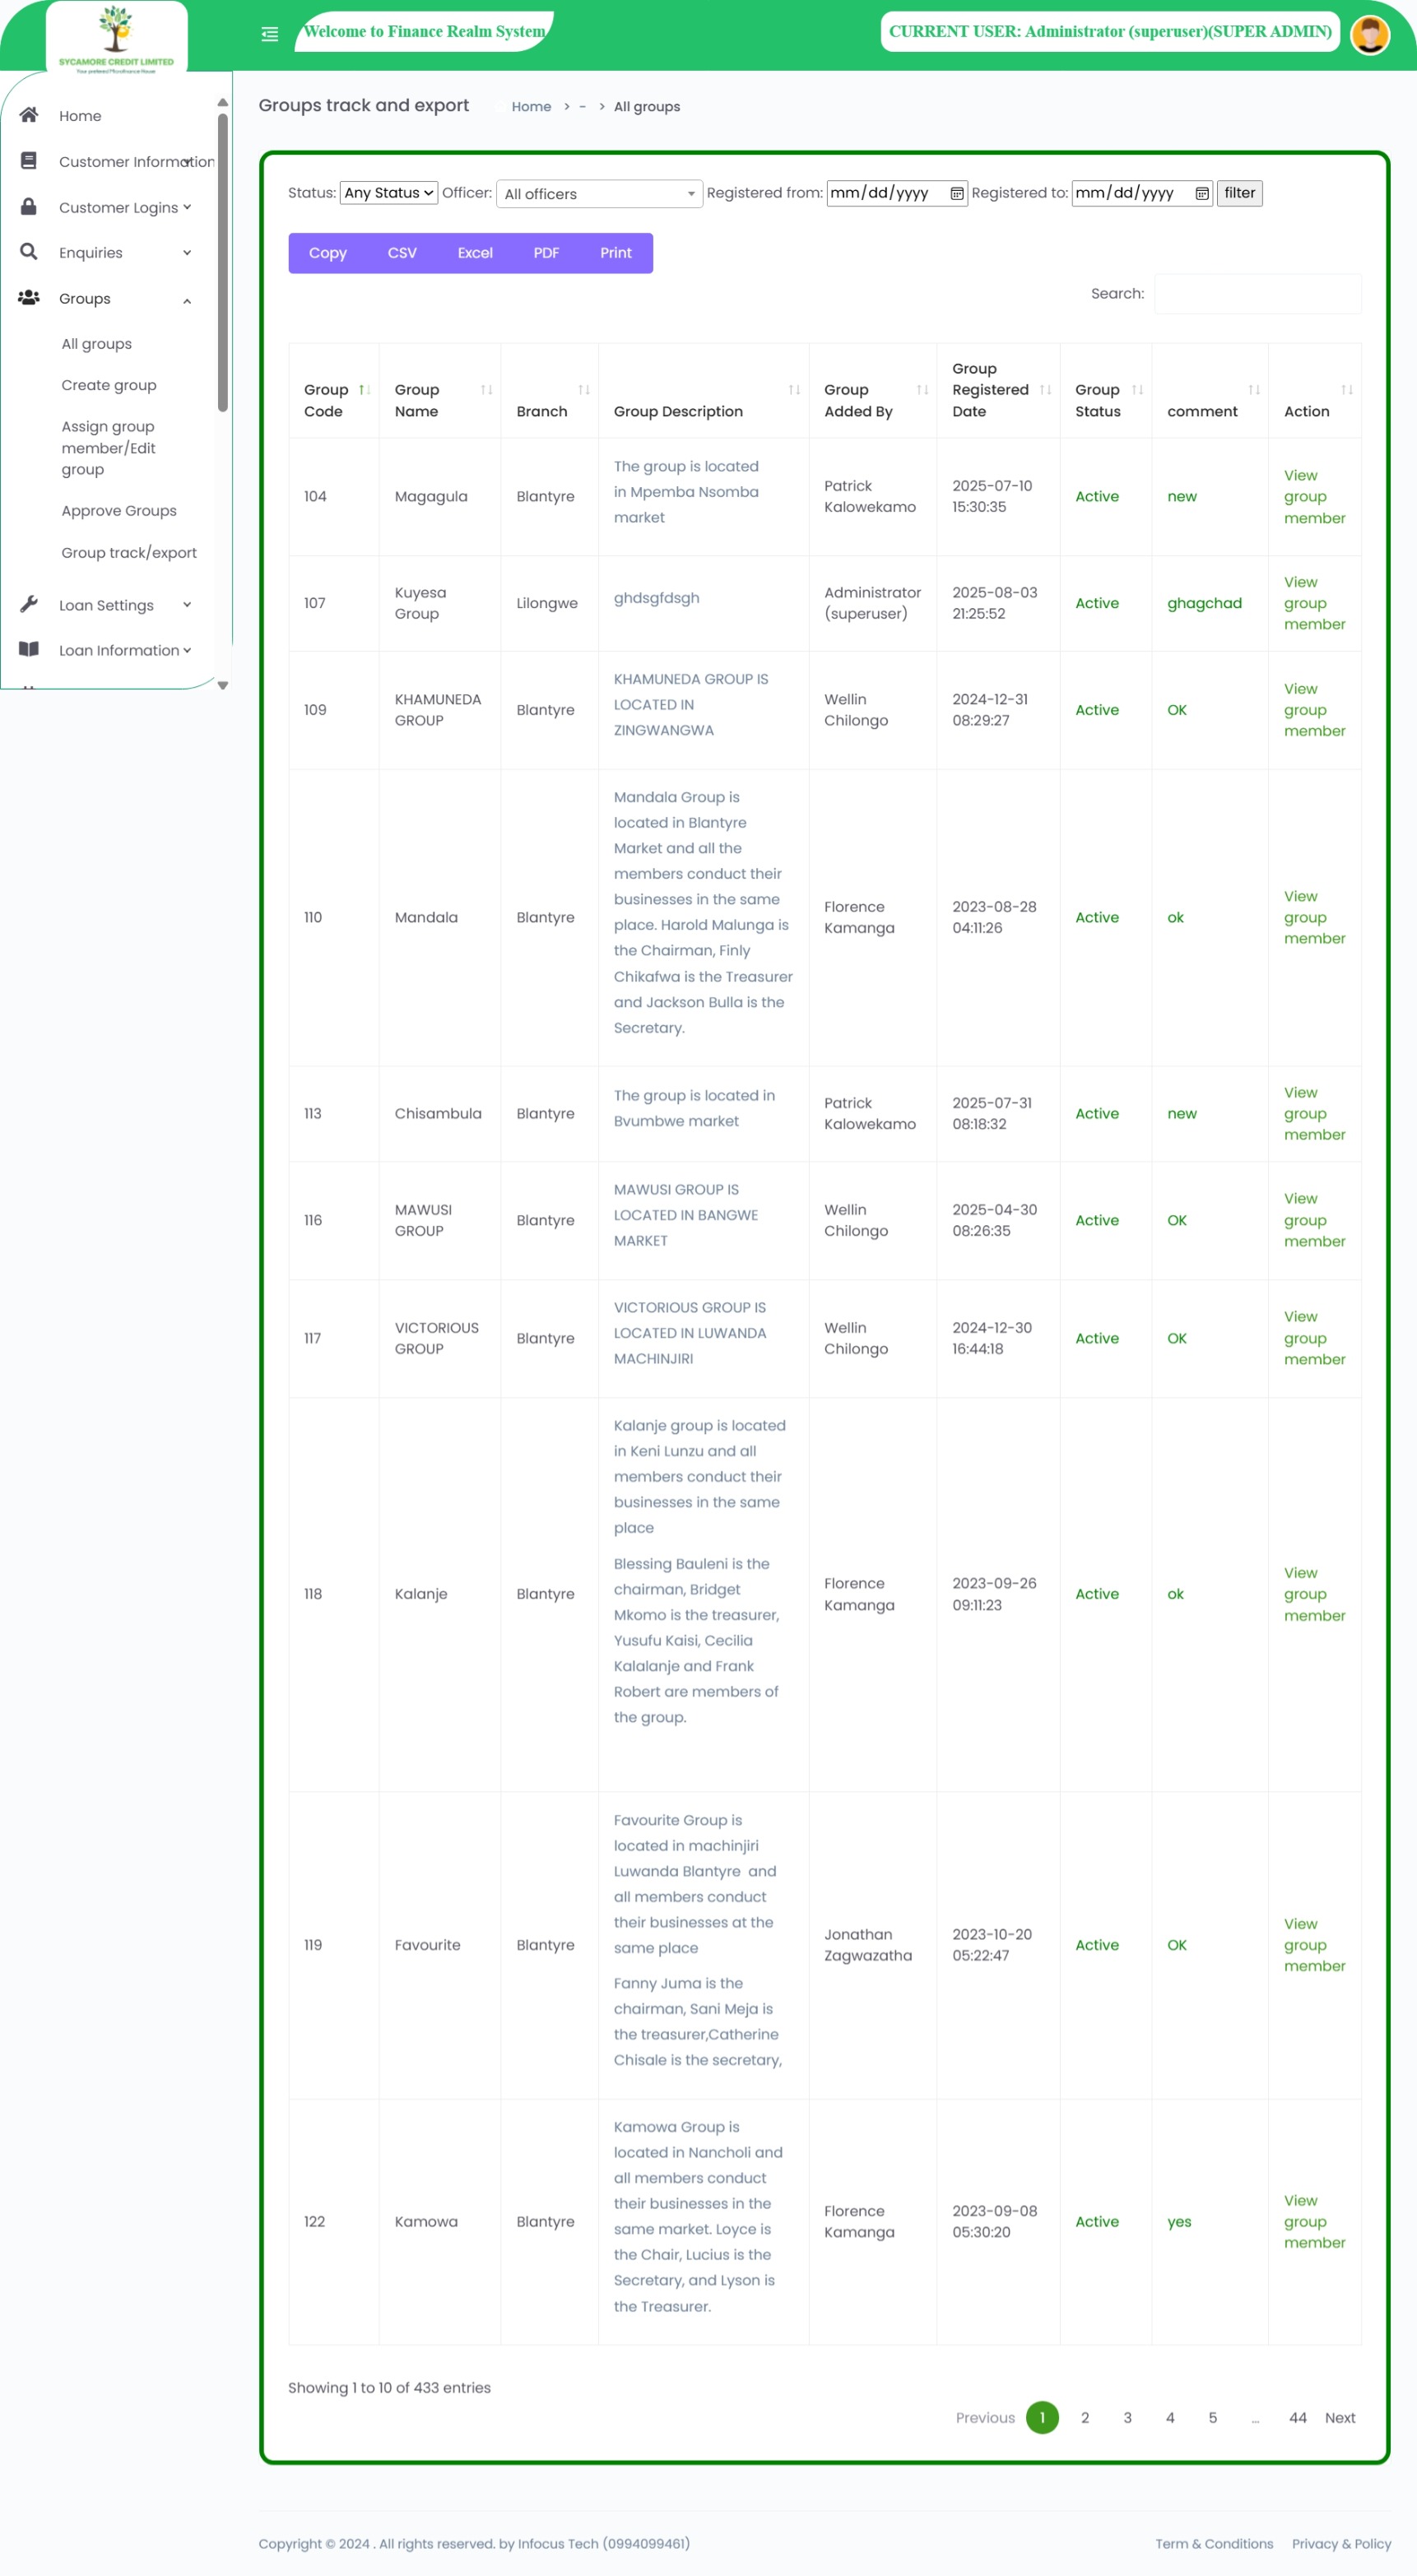 SYCAMORE CREDIT LIMITED
Your preferred Microfinance House
Welcome to Finance Realm System
CURRENT USER: Administrator (superuser)(SUPER ADMIN)
Home
Customer Information
Customer Logins
Enquiries
Groups
All groups
Create group
Assign group
member/Edit
group
Approve Groups
Group track/export
Loan Settings
Loan Information
Groups track and export
Home > - > All groups
Status: Any Status Officer: All officers Registered from: mm/dd/yyyy Registered to: mm/dd/yyyy filter
Copy CSV Excel PDF Print
Search:
Group
Code
Group
Name
Branch
Group Description
Group
Added By
Group
Registered
Date
Group
Status
comment
Action
104
Magagula
Blantyre
The group is located
in Mpemba Nsomba
market
Patrick
Kalowekamo
2025-07-10
15:30:35
Active
new
View
group
member
107
Kuyesa
Group
Lilongwe
ghdsgfdsgh
Administrator
(superuser)
2025-08-03
21:25:52
Active
ghagchad
View
group
member
109
KHAMUNEDA
GROUP
Blantyre
KHAMUNEDA GROUP IS
LOCATED IN
ZINGWANGWA
Wellin
Chilongo
2024-12-31
08:29:27
Active
OK
View
group
member
110
Mandala
Blantyre
Mandala Group is
located in Blantyre
Market and all the
members conduct their
businesses in the same
place. Harold Malunga is
the Chairman, Finly
Chikafwa is the Treasurer
and Jackson Bulla is the
Secretary.
Florence
Kamanga
2023-08-28
04:11:26
Active
ok
View
group
member
113
Chisambula
Blantyre
The group is located in
Bvumbwe market
Patrick
Kalowekamo
2025-07-31
08:18:32
Active
new
View
group
member
116
MAWUSI
GROUP
Blantyre
MAWUSI GROUP IS
LOCATED IN BANGWE
MARKET
Wellin
Chilongo
2025-04-30
08:26:35
Active
OK
View
group
member
117
VICTORIOUS
GROUP
Blantyre
VICTORIOUS GROUP IS
LOCATED IN LUWANDA
MACHINJIRI
Wellin
Chilongo
2024-12-30
16:44:18
Active
OK
View
group
member
118
Kalanje
Blantyre
Kalanje group is located
in Keni Lunzu and all
members conduct their
businesses in the same
place
Blessing Bauleni is the
chairman, Bridget
Mkomo is the treasurer,
Yusufu Kaisi, Cecilia
Kalalanje and Frank
Robert are members of
the group.
Florence
Kamanga
2023-09-26
09:11:23
Active
ok
View
group
member
119
Favourite
Blantyre
Favourite Group is
located in machinjiri
Luwanda Blantyre  and
all members conduct
their businesses at the
same place
Fanny Juma is the
chairman, Sani Meja is
the treasurer,Catherine
Chisale is the secretary,
Jonathan
Zagwazatha
2023-10-20
05:22:47
Active
OK
View
group
member
122
Kamowa
Blantyre
Kamowa Group is
located in Nancholi and
all members conduct
their businesses in the
same market. Loyce is
the Chair, Lucius is the
Secretary, and Lyson is
the Treasurer.
Florence
Kamanga
2023-09-08
05:30:20
Active
yes
View
group
member
Showing 1 to 10 of 433 entries
Previous 1 2 3 4 5 … 44 Next
Copyright © 2024 . All rights reserved. by Infocus Tech (0994099461)
Term & Conditions Privacy & Policy